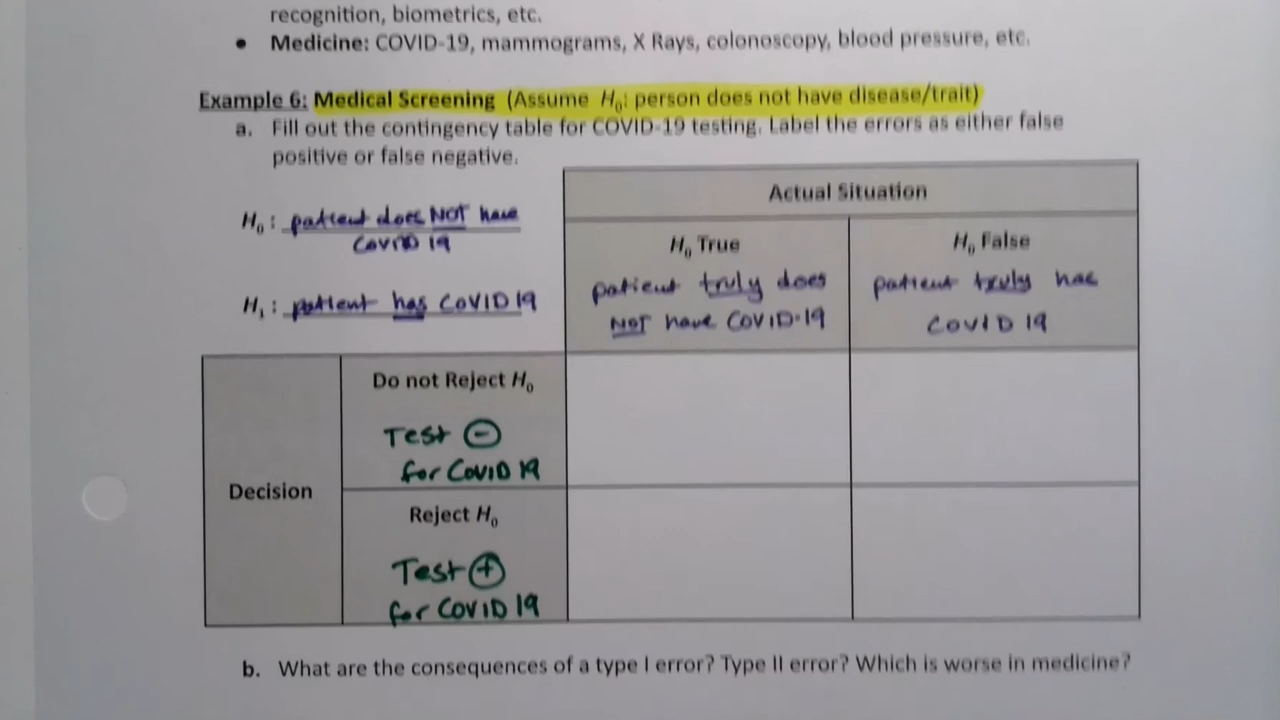 recognition, biometrics, etc.
• Medicine: COVID-19, mammograms, X Rays, colonoscopy, blood pressure, etc.
Example 6: Medical Screening (Assume H₀: person does not have disease/trait)
a. Fill out the contingency table for COVID-19 testing. Label the errors as either false
positive or false negative.
H₀: patient does NOT have
COVID 19
H₁: patient has COVID 19
Actual Situation
H₀ True
patient truly does
NOT have COVID-19
H₀ False
patient truly has
COVID 19
Decision
Do not Reject H₀
Test ⊖
for COVID 19
Reject H₀
Test ⊕
for COVID 19
b. What are the consequences of a type I error? Type II error? Which is worse in medicine?